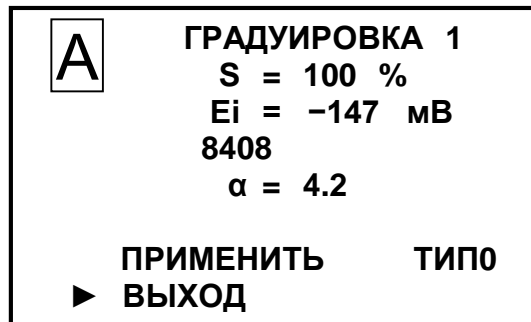 A ГРАДУИРОВКА 1
S = 100 %
Ei = −147 мВ
8408
α = 4.2
ПРИМЕНИТЬ ТИП0
► ВЫХОД